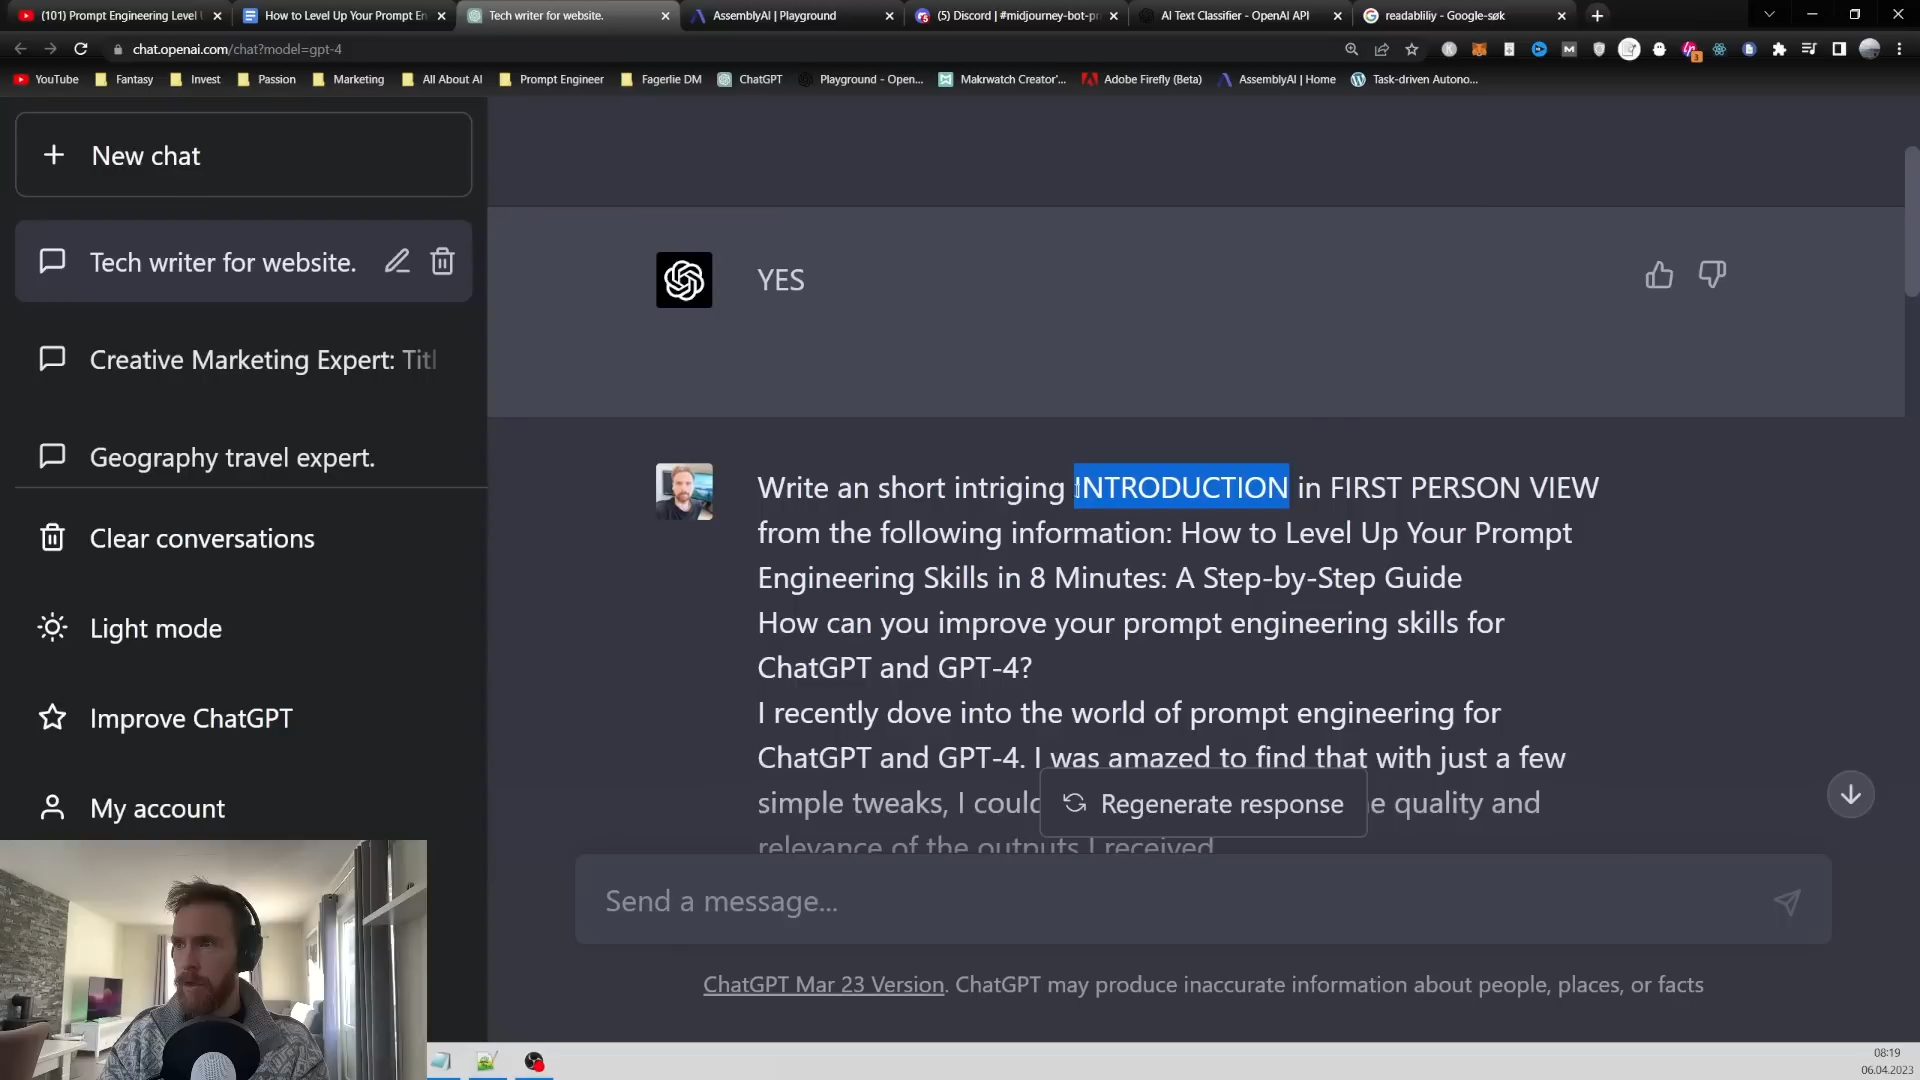 (101) Prompt Engineering Level
How to Level Up Your Prompt En
Tech writer for website.
AssemblyAI | Playground
(5) Discord | #midjourney-bot-pr
AI Text Classifier - OpenAI API
readabliliy - Google-søk
chat.openai.com/chat?model=gpt-4
3
YouTube
Fantasy
Invest
Passion
Marketing
All About AI
Prompt Engineer
Fagerlie DM
ChatGPT
Playground - Open...
Makrwatch Creator'...
Adobe Firefly (Beta)
AssemblyAI | Home
Task-driven Autono...
New chat
Tech writer for website.
Creative Marketing Expert: Titl
Geography travel expert.
Clear conversations
Light mode
Improve ChatGPT
My account
YES
Write an short intriging INTRODUCTION in FIRST PERSON VIEW
from the following information: How to Level Up Your Prompt
Engineering Skills in 8 Minutes: A Step-by-Step Guide
How can you improve your prompt engineering skills for
ChatGPT and GPT-4?
I recently dove into the world of prompt engineering for
ChatGPT and GPT-4. I was amazed to find that with just a few
simple tweaks, I could quality and
relevance of the outputs I received
Regenerate response
Send a message...
ChatGPT Mar 23 Version. ChatGPT may produce inaccurate information about people, places, or facts
08:19
06.04.2023